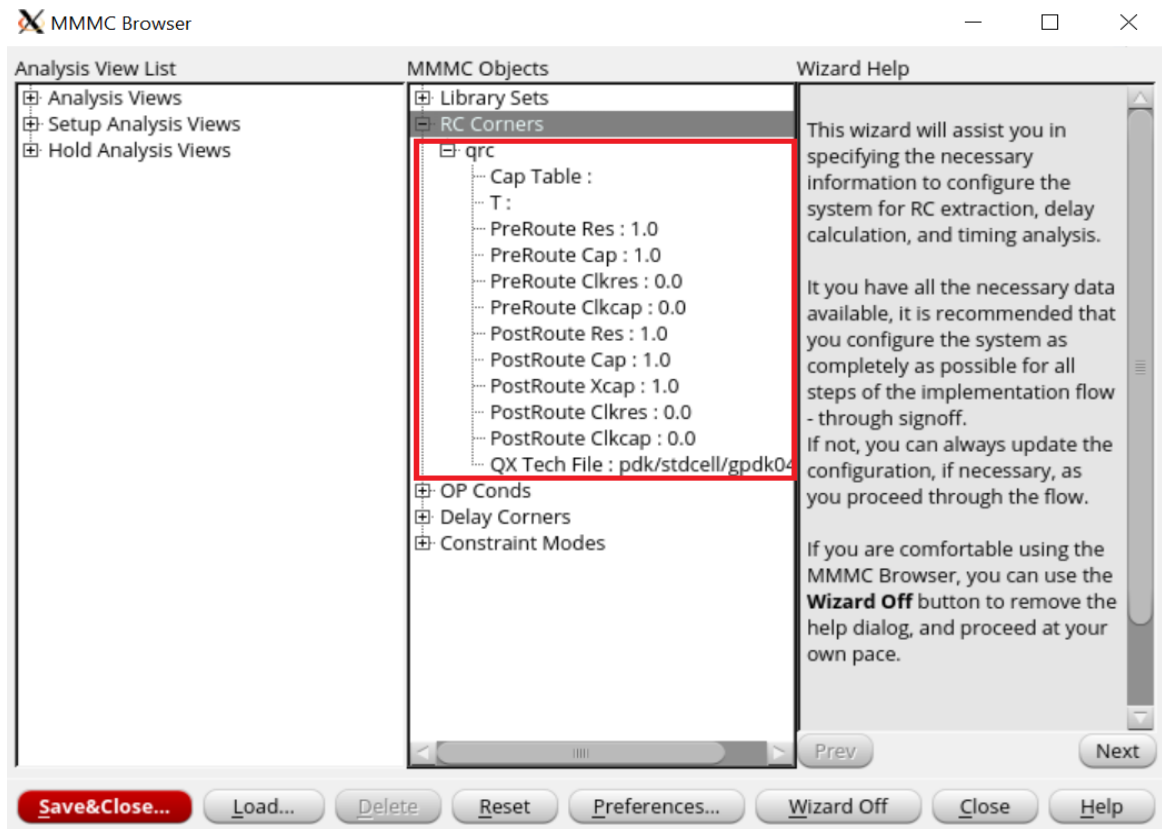 MMMC Browser
Analysis View List
Analysis Views
Setup Analysis Views
Hold Analysis Views
MMMC Objects
Library Sets
RC Corners
qrc
Cap Table :
T :
PreRoute Res : 1.0
PreRoute Cap : 1.0
PreRoute Clkres : 0.0
PreRoute Clkcap : 0.0
PostRoute Res : 1.0
PostRoute Cap : 1.0
PostRoute Xcap : 1.0
PostRoute Clkres : 0.0
PostRoute Clkcap : 0.0
QX Tech File : pdk/stdcell/gpdk04
OP Conds
Delay Corners
Constraint Modes
Wizard Help
This wizard will assist you in
specifying the necessary
information to configure the
system for RC extraction, delay
calculation, and timing analysis.
It you have all the necessary data
available, it is recommended that
you configure the system as
completely as possible for all
steps of the implementation flow
- through signoff.
If not, you can always update the
configuration, if necessary, as
you proceed through the flow.
If you are comfortable using the
MMMC Browser, you can use the
Wizard Off button to remove the
help dialog, and proceed at your
own pace.
Prev
Next
Save&Close...
Load...
Delete
Reset
Preferences...
Wizard Off
Close
Help